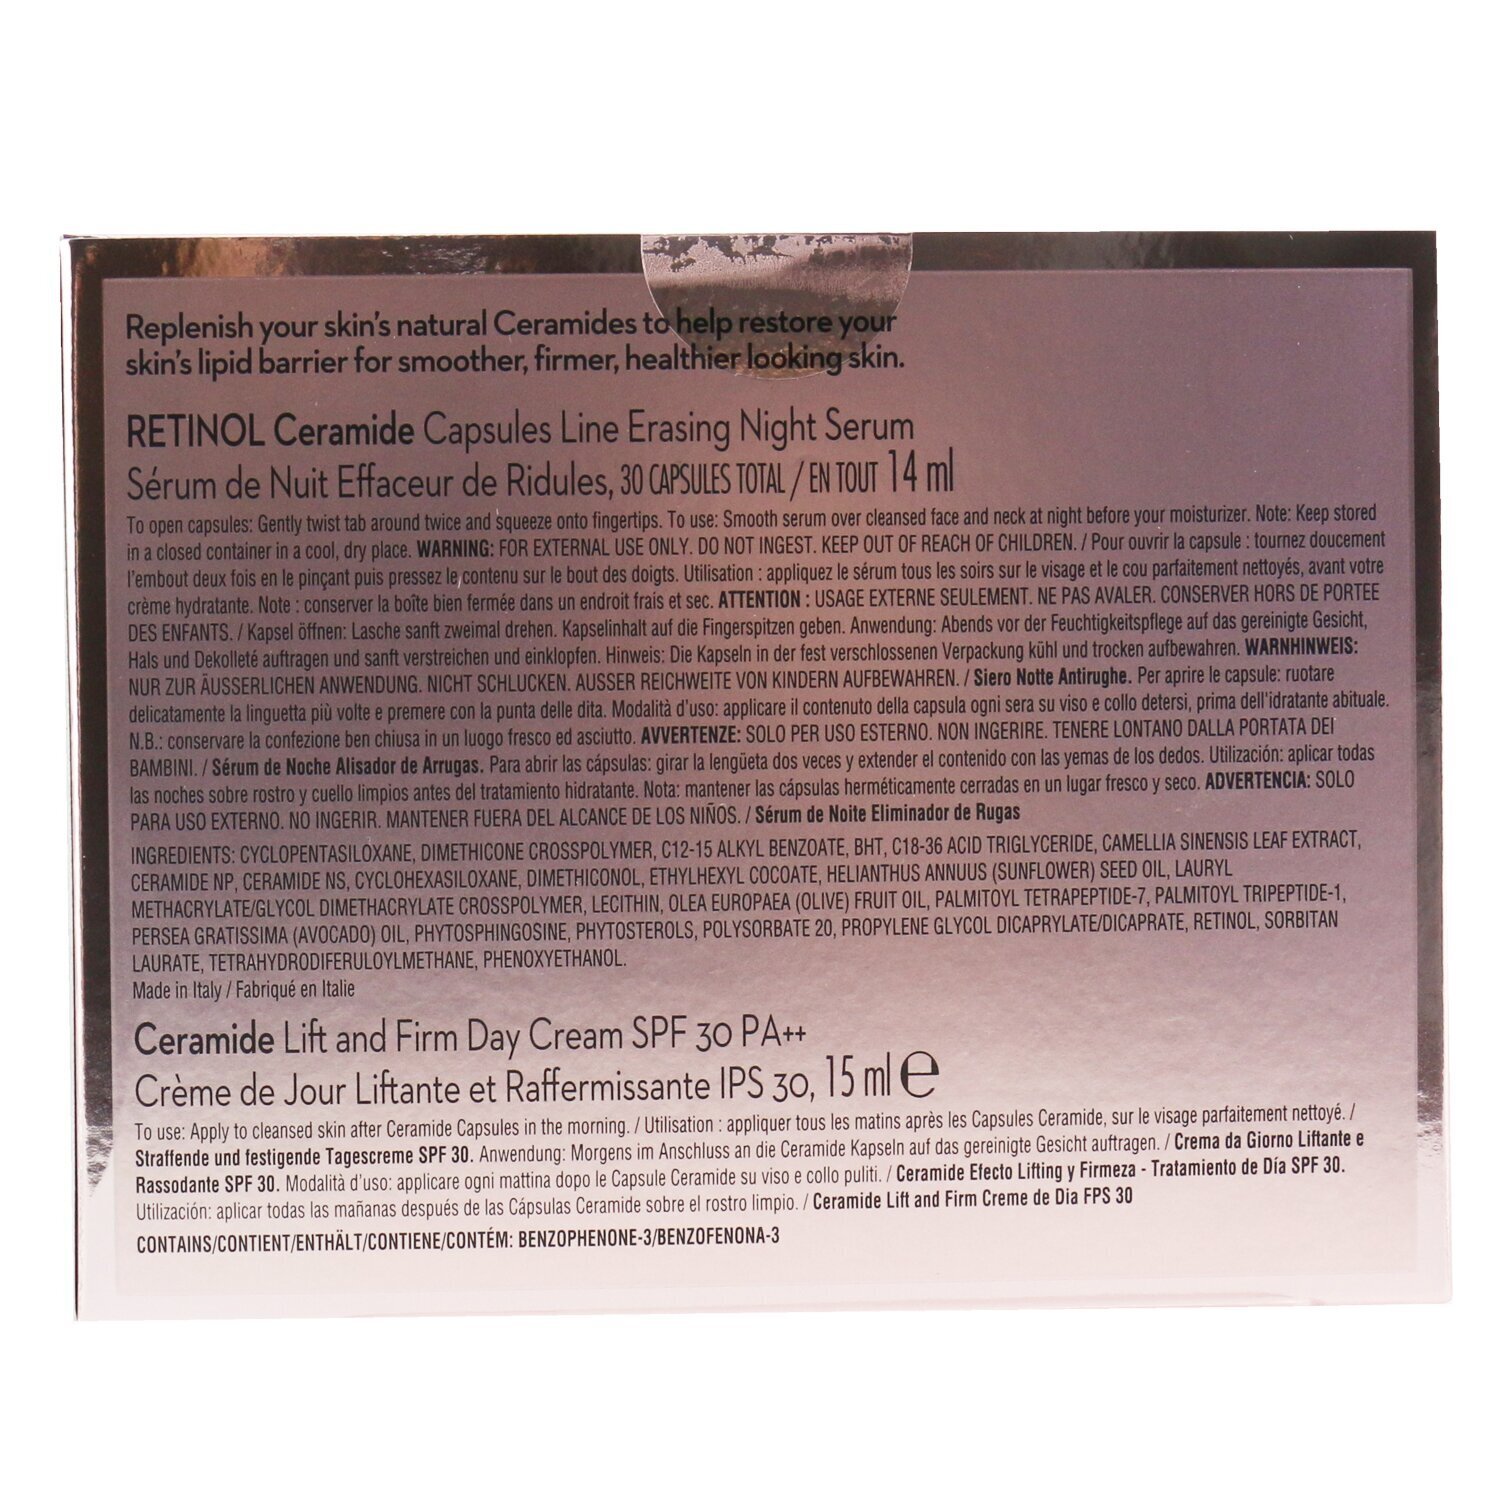 Replenish your skin's natural Ceramides to help restore your
skin's lipid barrier for smoother, firmer, healthier looking skin.
RETINOL Ceramide Capsules Line Erasing Night Serum
Sérum de Nuit Effaceur de Ridules, 30 CAPSULES TOTAL / EN TOUT 14 ml
To open capsules: Gently twist tab around twice and squeeze onto fingertips. To use: Smooth serum over cleansed face and neck at night before your moisturizer. Note: Keep stored
in a closed container in a cool, dry place. WARNING: FOR EXTERNAL USE ONLY. DO NOT INGEST. KEEP OUT OF REACH OF CHILDREN. / Pour ouvrir la capsule : tournez doucement
l'embout deux fois en le pinçant puis pressez le contenu sur le bout des doigts. Utilisation : appliquez le sérum tous les soirs sur le visage et le cou parfaitement nettoyés, avant votre
crème hydratante. Note : conserver la boîte bien fermée dans un endroit frais et sec. ATTENTION : USAGE EXTERNE SEULEMENT. NE PAS AVALER. CONSERVER HORS DE PORTEE
DES ENFANTS. / Kapsel öffnen: Lasche sanft zweimal drehen. Kapselinhalt auf die Fingerspitzen geben. Anwendung: Abends vor der Feuchtigkeitspflege auf das gereinigte Gesicht,
Hals und Dekolleté auftragen und sanft verstreichen und einklopfen. Hinweis: Die Kapseln in der fest verschlossenen Verpackung kühl und trocken aufbewahren. WARNHINWEIS:
NUR ZUR ÄUSSERLICHEN ANWENDUNG. NICHT SCHLUCKEN. AUSSER REICHWEITE VON KINDERN AUFBEWAHREN. / Siero Notte Antirughe. Per aprire le capsule: ruotare
delicatamente la linguetta più volte e premere con la punta delle dita. Modalità d'uso: applicare il contenuto della capsula ogni sera su viso e collo detersi, prima dell'idratante abituale.
N.B.: conservare la confezione ben chiusa in un luogo fresco ed asciutto. AVVERTENZE: SOLO PER USO ESTERNO. NON INGERIRE. TENERE LONTANO DALLA PORTATA DEI
BAMBINI. / Sérum de Noche Alisador de Arrugas. Para abrir las cápsulas: girar la lengüeta dos veces y extender el contenido con las yemas de los dedos. Utilización: aplicar todas
las noches sobre rostro y cuello limpios antes del tratamiento hidratante. Nota: mantener las cápsulas herméticamente cerradas en un lugar fresco y seco. ADVERTENCIA: SOLO
PARA USO EXTERNO. NO INGERIR. MANTENER FUERA DEL ALCANCE DE LOS NIÑOS. / Sérum de Noite Eliminador de Rugas
INGREDIENTS: CYCLOPENTASILOXANE, DIMETHICONE CROSSPOLYMER, C12-15 ALKYL BENZOATE, BHT, C18-36 ACID TRIGLYCERIDE, CAMELLIA SINENSIS LEAF EXTRACT,
CERAMIDE NP, CERAMIDE NS, CYCLOHEXASILOXANE, DIMETHICONOL, ETHYLHEXYL COCOATE, HELIANTHUS ANNUUS (SUNFLOWER) SEED OIL, LAURYL
METHACRYLATE/GLYCOL DIMETHACRYLATE CROSSPOLYMER, LECITHIN, OLEA EUROPAEA (OLIVE) FRUIT OIL, PALMITOYL TETRAPEPTIDE-7, PALMITOYL TRIPEPTIDE-1,
PERSEA GRATISSIMA (AVOCADO) OIL, PHYTOSPHINGOSINE, PHYTOSTEROLS, POLYSORBATE 20, PROPYLENE GLYCOL DICAPRYLATE/DICAPRATE, RETINOL, SORBITAN
LAURATE, TETRAHYDRODIFERULOYLMETHANE, PHENOXYETHANOL.
Made in Italy / Fabriqué en Italie
Ceramide Lift and Firm Day Cream SPF 30 PA++
Crème de Jour Liftante et Raffermissante IPS 30, 15 ml ℮
To use: Apply to cleansed skin after Ceramide Capsules in the morning. / Utilisation : appliquer tous les matins après les Capsules Ceramide, sur le visage parfaitement nettoyé. /
Straffende und festigende Tagescreme SPF 30. Anwendung: Morgens im Anschluss an die Ceramide Kapseln auf das gereinigte Gesicht auftragen. / Crema da Giorno Liftante e
Rassodante SPF 30. Modalità d'uso: applicare ogni mattina dopo le Capsule Ceramide su viso e collo puliti. / Ceramide Efecto Lifting y Firmeza - Tratamiento de Día SPF 30.
Utilización: aplicar todas las mañanas después de las Cápsulas Ceramide sobre el rostro limpio. / Ceramide Lift and Firm Creme de Dia FPS 30
CONTAINS/CONTIENT/ENTHÄLT/CONTIENE/CONTÉM: BENZOPHENONE-3/BENZOFENONA-3